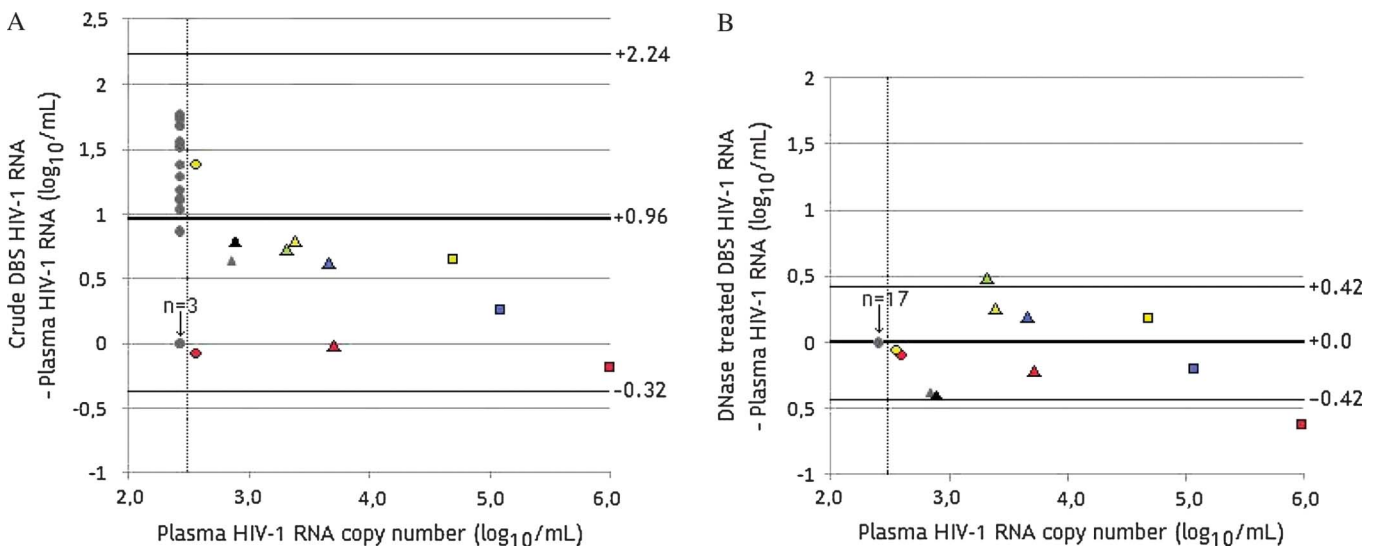 A
Crude DBS HIV-1 RNA
- Plasma HIV-1 RNA (log10/mL)
2,5
2
1,5
1
0,5
0
-0,5
-1
+2.24
+0.96
-0.32
n=3
2,0 3,0 4,0 5,0 6,0
Plasma HIV-1 RNA copy number (log10/mL)
B
DNase treated DBS HIV-1 RNA
- Plasma HIV-1 RNA (log10/mL)
2
1,5
1
0,5
0
0,5
-1
+0.42
+0.0
-0.42
n=17
2,0 3,0 4,0 5,0 6,0
Plasma HIV-1 RNA copy number (log10/mL)